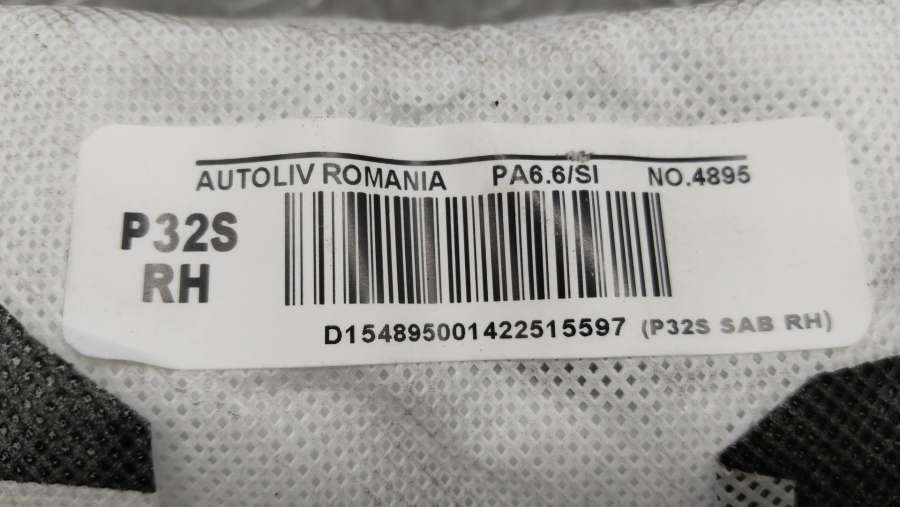 AUTOLIV ROMANIA PA6.6/SI NO.4895
P32S
RH
D154895001422515597 (P32S SAB RH)